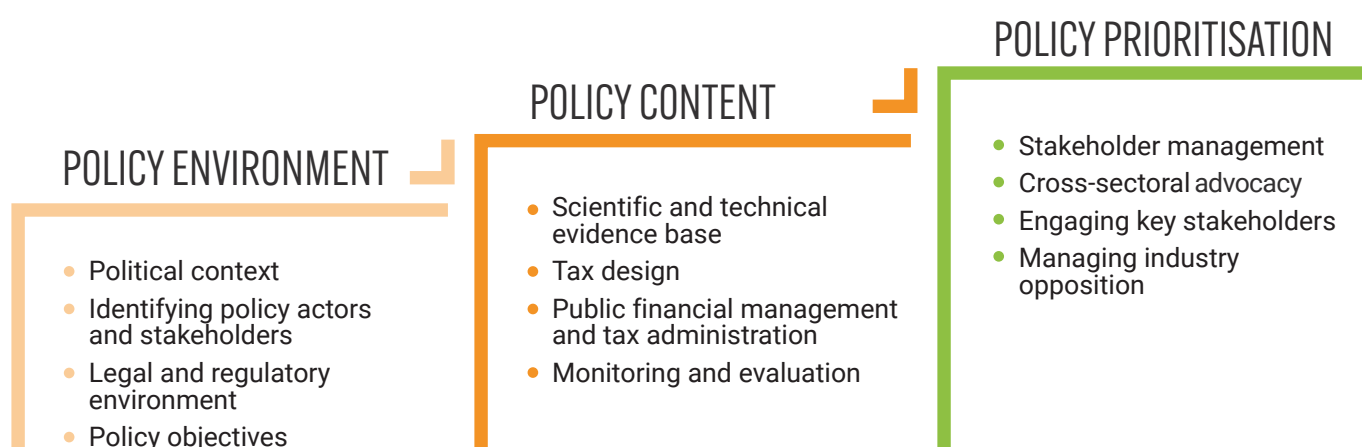 POLICY ENVIRONMENT
Political context
Identifying policy actors
and stakeholders
Legal and regulatory
environment
Policy objectives
POLICY CONTENT
Scientific and technical
evidence base
Tax design
Public financial management
and tax administration
Monitoring and evaluation
POLICY PRIORITISATION
Stakeholder management
Cross-sectoral advocacy
Engaging key stakeholders
Managing industry
opposition